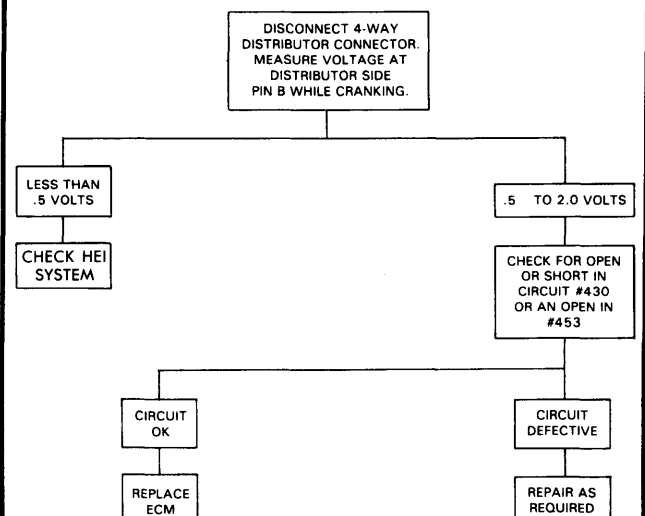 DISCONNECT 4-WAY
DISTRIBUTOR CONNECTOR.
MEASURE VOLTAGE AT
DISTRIBUTOR SIDE
PIN B WHILE CRANKING.
LESS THAN
.5 VOLTS
.5 TO 2.0 VOLTS
CHECK HEI
SYSTEM
CHECK FOR OPEN
OR SHORT IN
CIRCUIT #430
OR AN OPEN IN
#453
CIRCUIT
OK
CIRCUIT
DEFECTIVE
REPLACE
ECM
REPAIR AS
REQUIRED